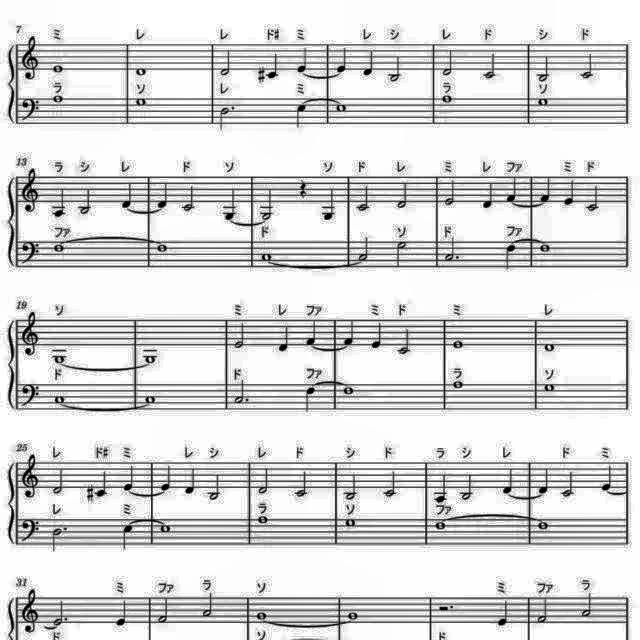 7 ミ レ レ ド# ミ レ シ レ ド シ ド
ラ ソ レ ミ ラ ソ
13 ラ シ レ ド ソ ソ ド レ ミ レ ファ ミ ド
ファ ド ソ ド ファ
19 ソ ミ レ ファ ミ ド ミ レ
ド ド ファ ラ ソ
25 レ ド# ミ レ シ レ ド シ ド ラ シ レ ド ミ
レ ミ ラ ソ ファ
31 ミ ファ ラ ソ ミ ファ ラ
ド ソ ド